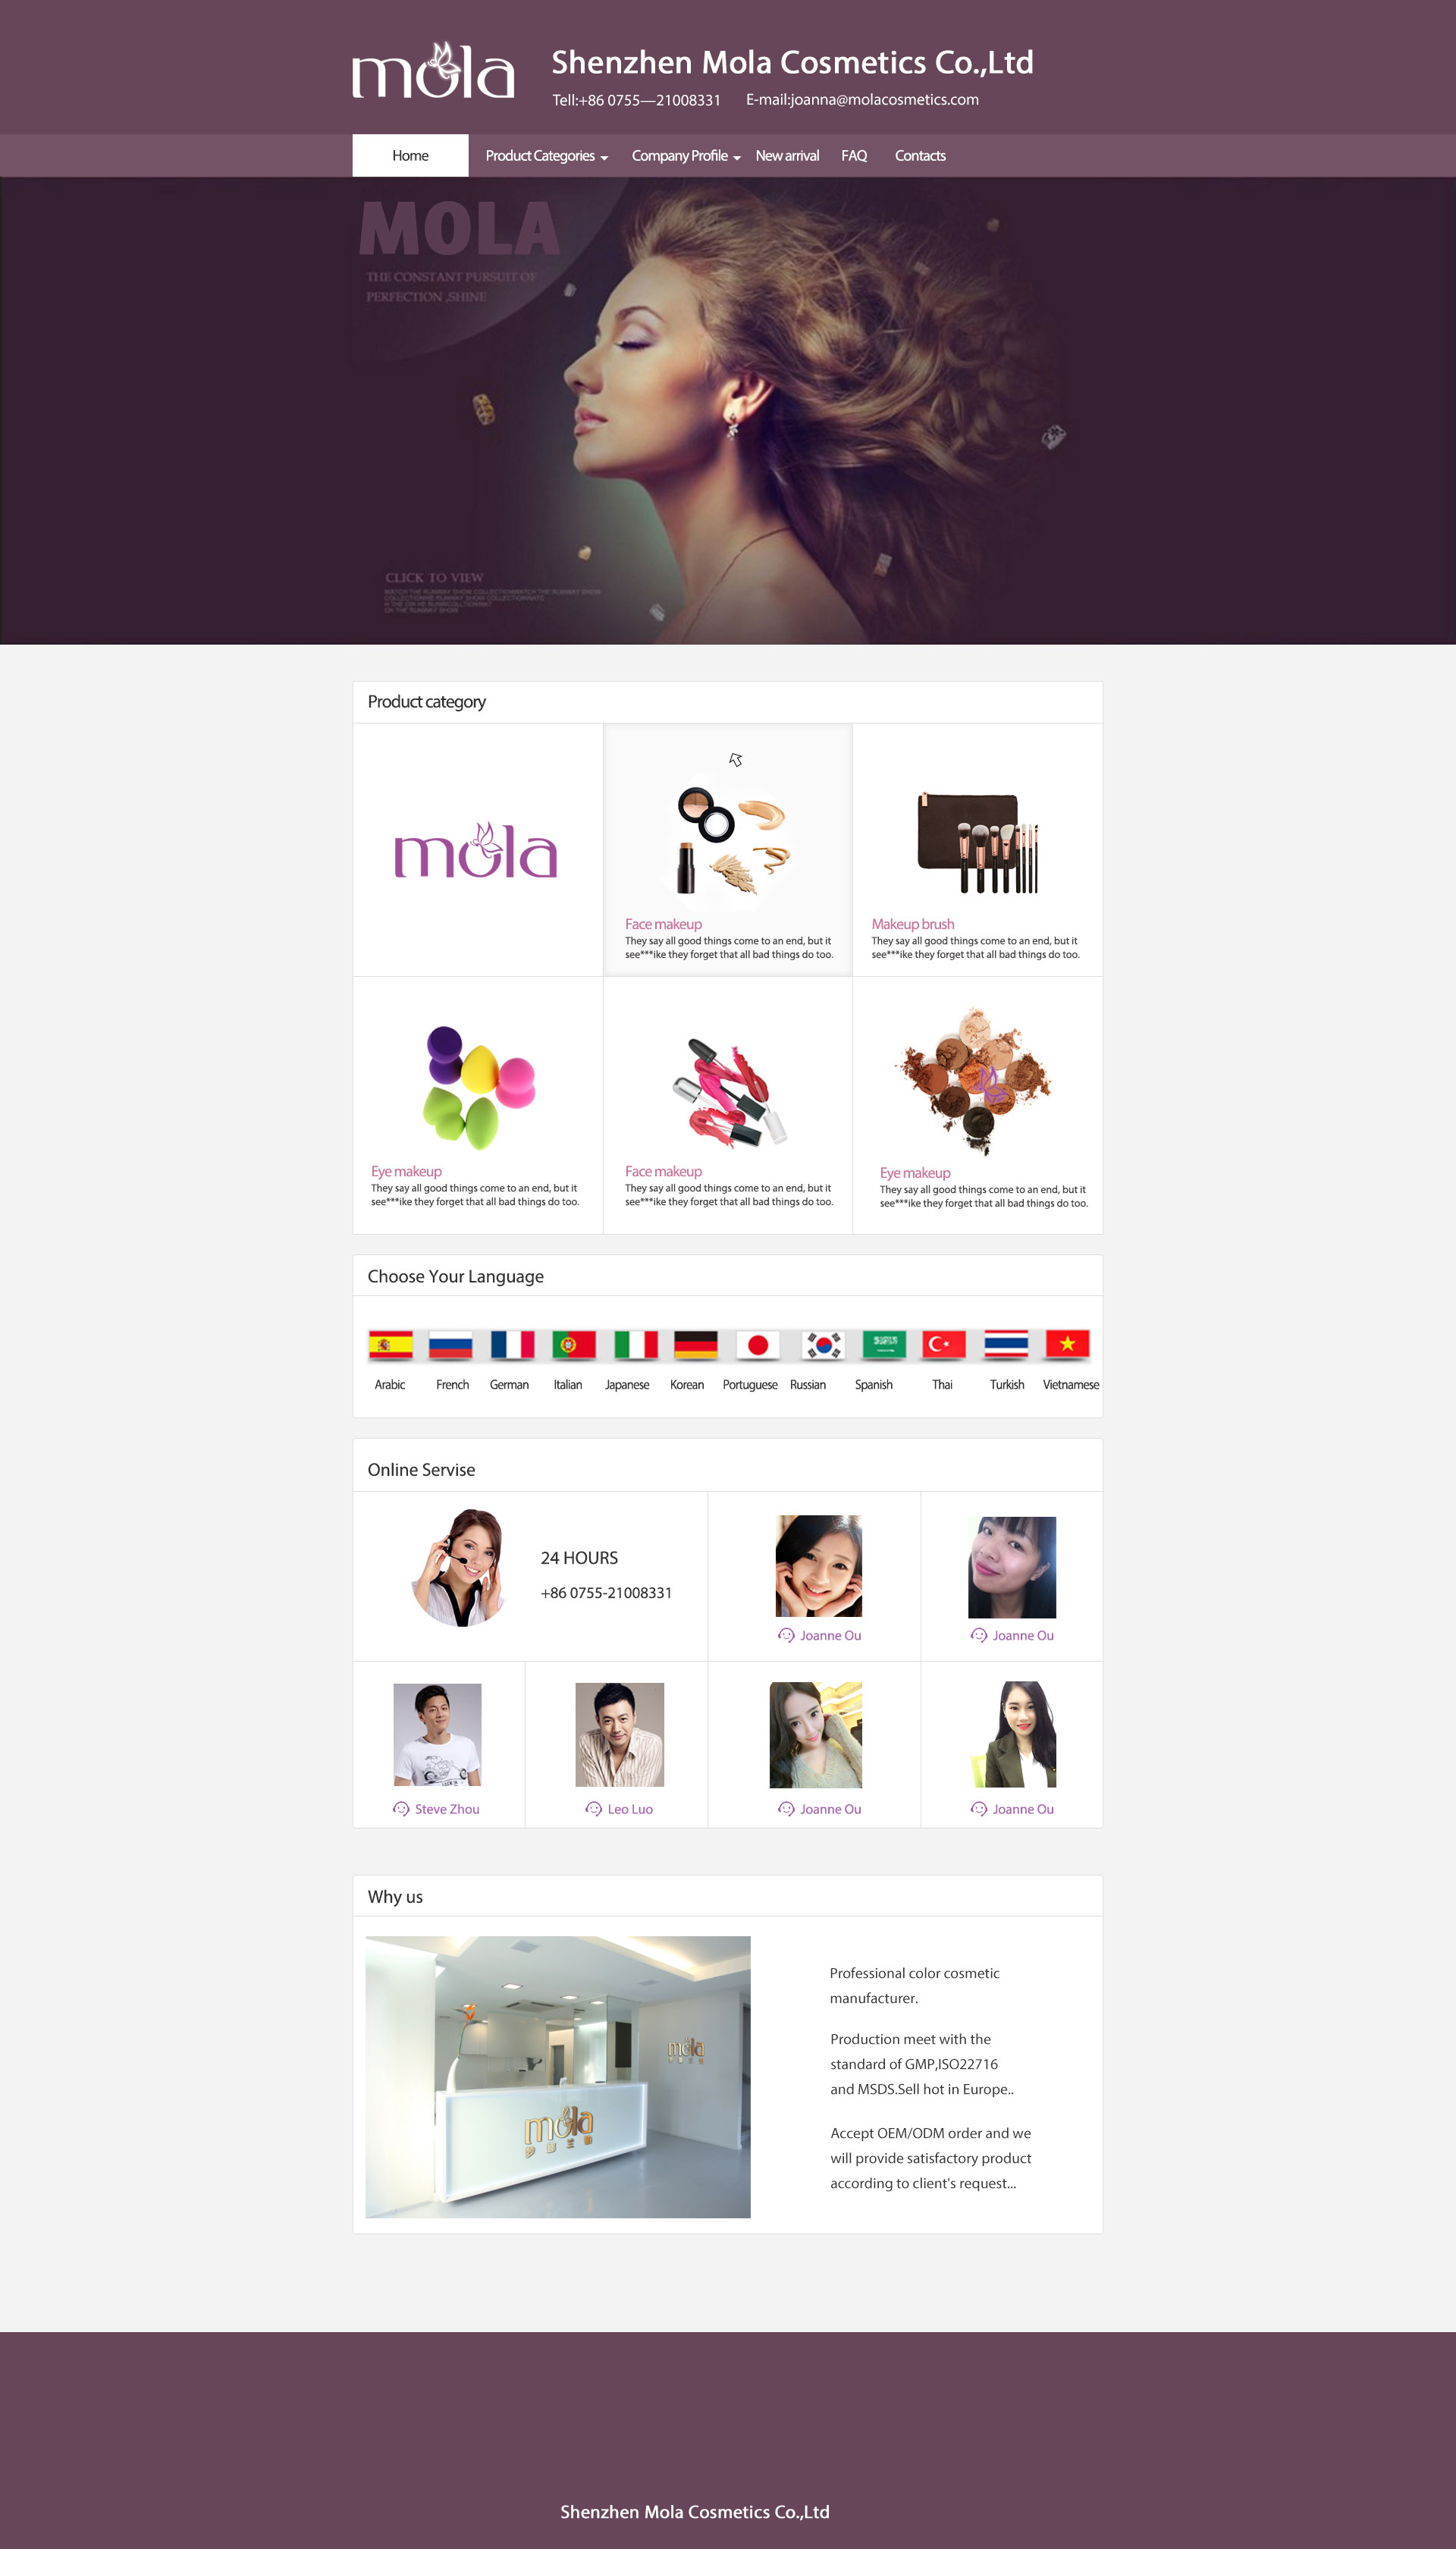 mola
Shenzhen Mola Cosmetics Co.,Ltd
Tell:+86 0755—21008331 E-mail:joanna@molacosmetics.com
Home Product Categories Company Profile New arrival FAQ Contacts
MOLA
THE CONSTANT PURSUIT OF
PERFECTION ,SHINE
CLICK TO VIEW
Product category
mola
Face makeup
They say all good things come to an end, but it
see***ike they forget that all bad things do too.
Makeup brush
They say all good things come to an end, but it
see***ike they forget that all bad things do too.
Eye makeup
They say all good things come to an end, but it
see***ike they forget that all bad things do too.
Face makeup
They say all good things come to an end, but it
see***ike they forget that all bad things do too.
Eye makeup
They say all good things come to an end, but it
see***ike they forget that all bad things do too.
Choose Your Language
Arabic French German Italian Japanese Korean Portuguese Russian Spanish Thai Turkish Vietnamese
Online Servise
24 HOURS
+86 0755-21008331
Joanne Ou
Joanne Ou
Steve Zhou
Leo Luo
Joanne Ou
Joanne Ou
Why us
mola
mola
Professional color cosmetic
manufacturer.
Production meet with the
standard of GMP,ISO22716
and MSDS.Sell hot in Europe..
Accept OEM/ODM order and we
will provide satisfactory product
according to client's request...
Shenzhen Mola Cosmetics Co.,Ltd